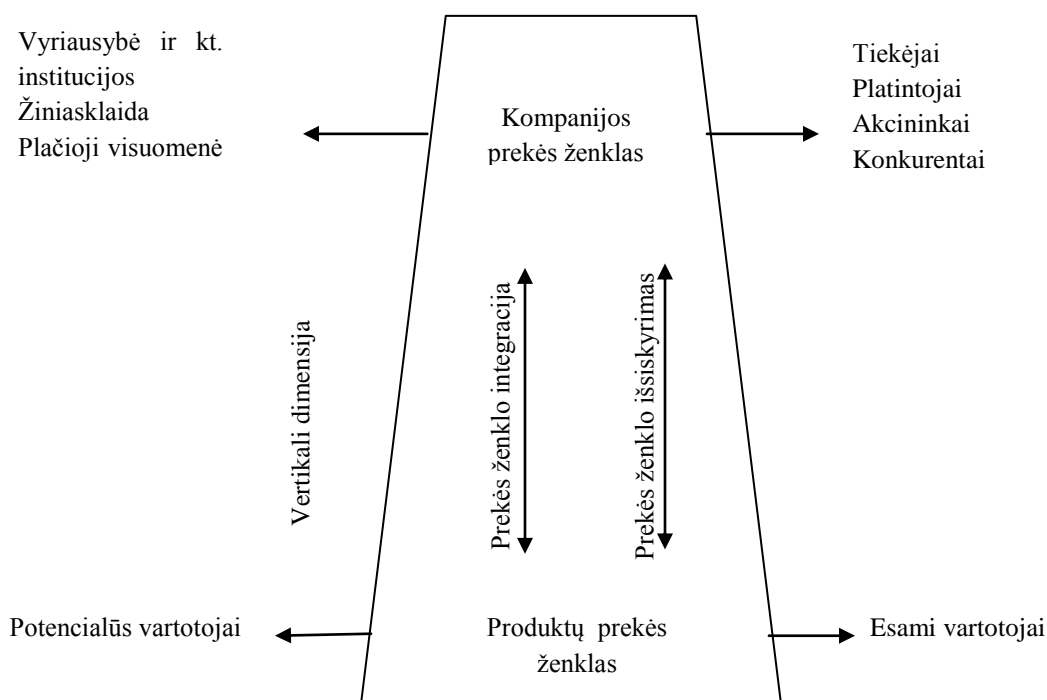 Vyriausybė ir kt.
institucijos
Žiniasklaida
Plačioji visuomenė
Kompanijos
prekės ženklas
Tiekėjai
Platintojai
Akcininkai
Konkurentai
Vertikali dimensija
Prekės ženklo integracija
Prekės ženklo išsiskyrimas
Potencialūs vartotojai
Produktų prekės
ženklas
Esami vartotojai